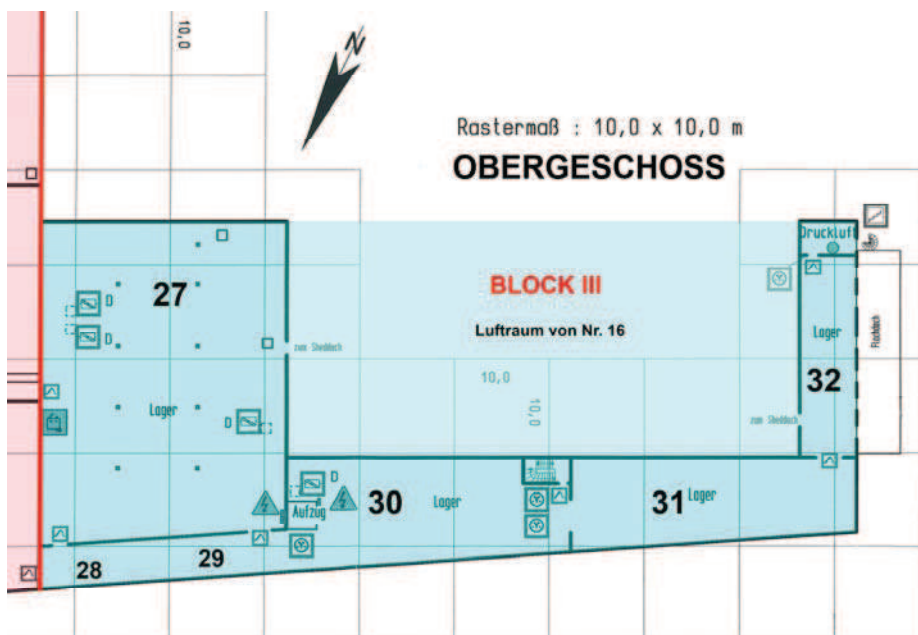 10,0
N
Rastermaß : 10,0 x 10,0 m
OBERGESCHOSS
Druckluft
27
D
BLOCK III
Luftraum von Nr. 16
Lager
Flachdach
D
zum Sheddach
10,0
32
Lager
10,0
D
zum Sheddach
D
30
Lager
31
Lager
Aufzug
28
29